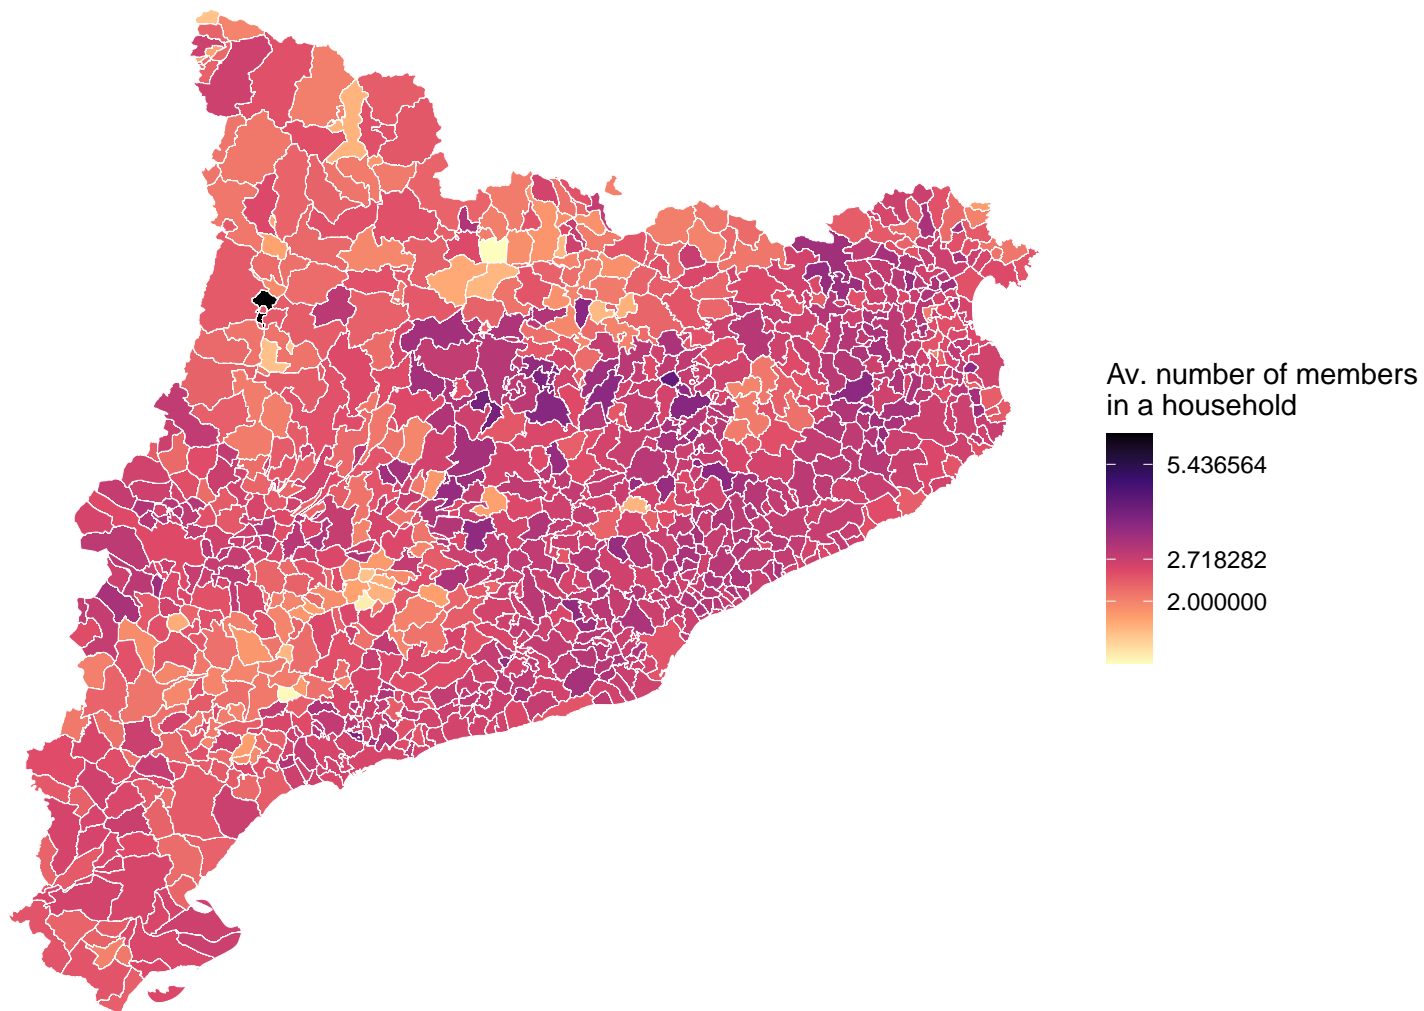 Av. number of members
in a household
5.436564
2.718282
2.000000